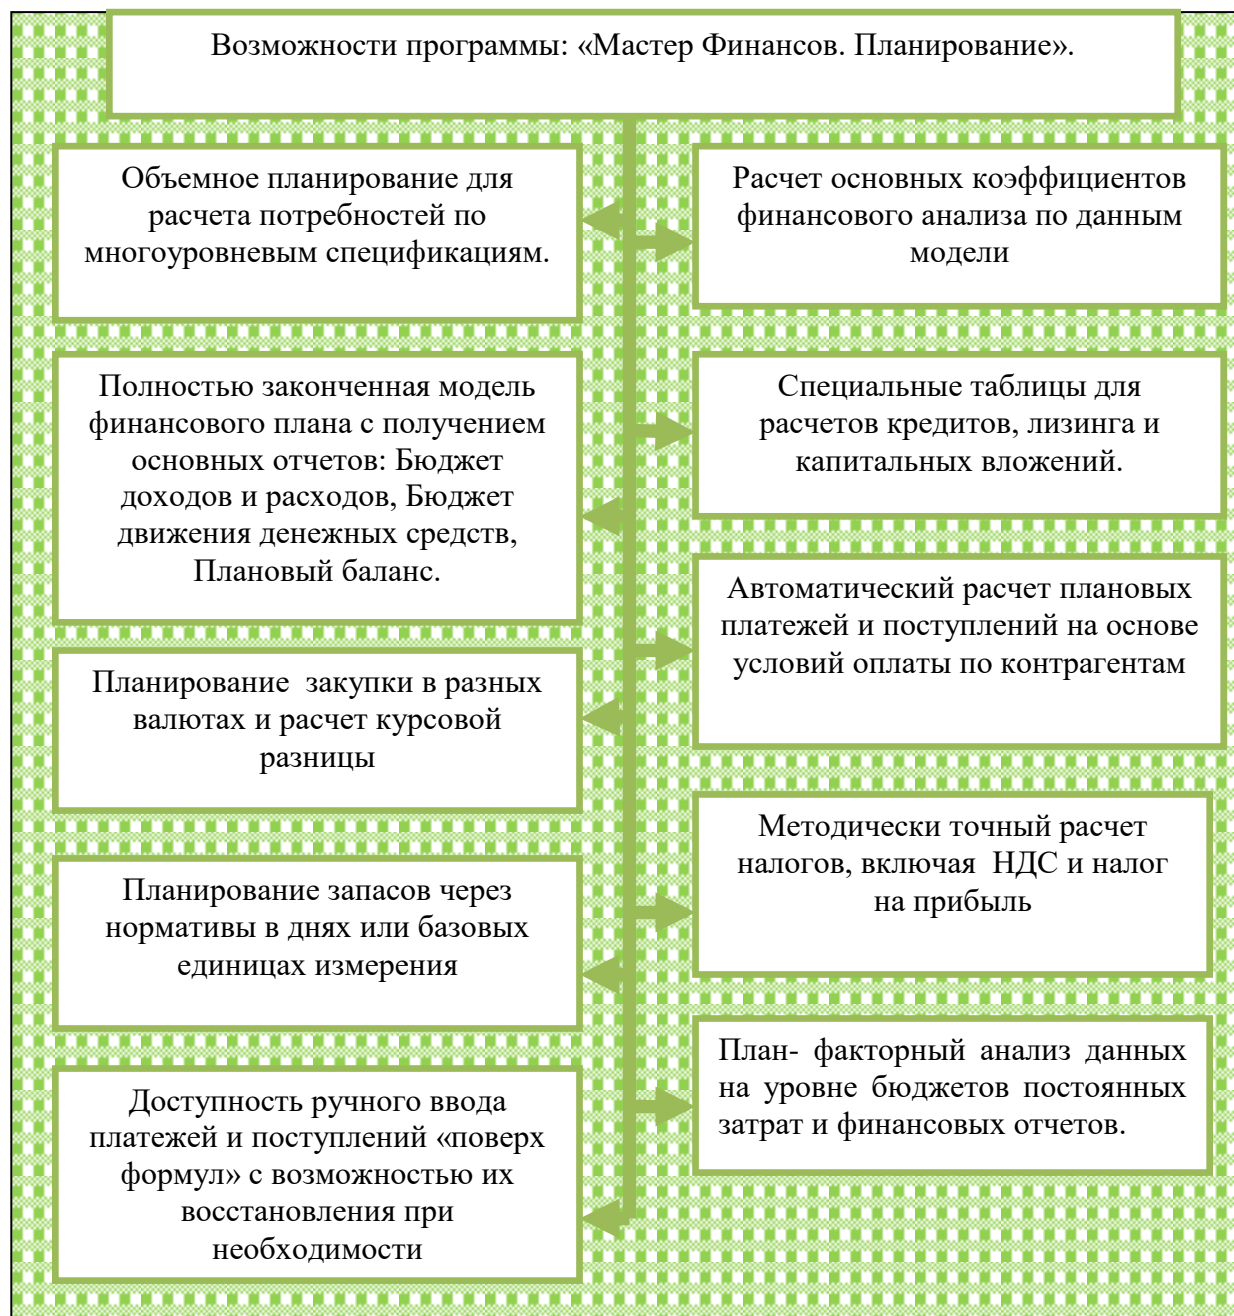 Возможности программы: «Мастер Финансов. Планирование».
Объемное планирование для
расчета потребностей по
многоуровневым спецификациям.
Полностью законченная модель
финансового плана с получением
основных отчетов: Бюджет
доходов и расходов, Бюджет
движения денежных средств,
Плановый баланс.
Планирование закупки в разных
валютах и расчет курсовой
разницы
Планирование запасов через
нормативы в днях или базовых
единицах измерения
Доступность ручного ввода
платежей и поступлений «поверх
формул» с возможностью их
восстановления при
необходимости
Расчет основных коэффициентов
финансового анализа по данным
модели
Специальные таблицы для
расчетов кредитов, лизинга и
капитальных вложений.
Автоматический расчет плановых
платежей и поступлений на основе
условий оплаты по контрагентам
Методически точный расчет
налогов, включая НДС и налог
на прибыль
План- факторный анализ данных
на уровне бюджетов постоянных
затрат и финансовых отчетов.